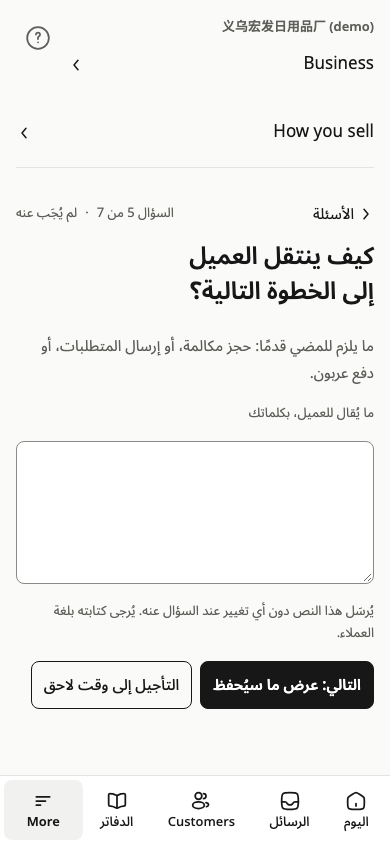 义乌宏发日用品厂 (demo)
Business
How you sell
الأسئلة
السؤال 5 من 7 · لم يُجَب عنه
كيف ينتقل العميل
إلى الخطوة التالية؟
ما يلزم للمضي قدمًا: حجز مكالمة، أو إرسال المتطلبات، أو
دفع عربون.
ما يُقال للعميل، بكلماتك
يُرسَل هذا النص دون أي تغيير عند السؤال عنه. يُرجى كتابته بلغة
العملاء.
التالي: عرض ما سيُحفظ
التأجيل إلى وقت لاحق
اليوم
الرسائل
Customers
الدفاتر
More